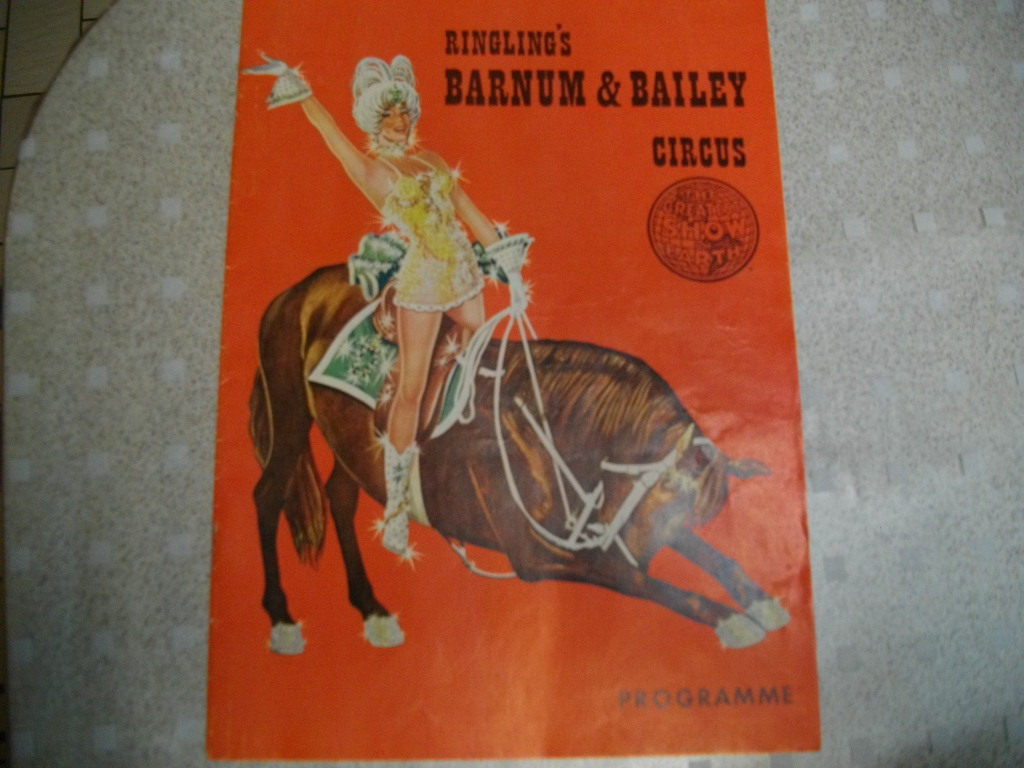 RINGLING'S
BARNUM & BAILEY
CIRCUS
SHOW
PROGRAMME